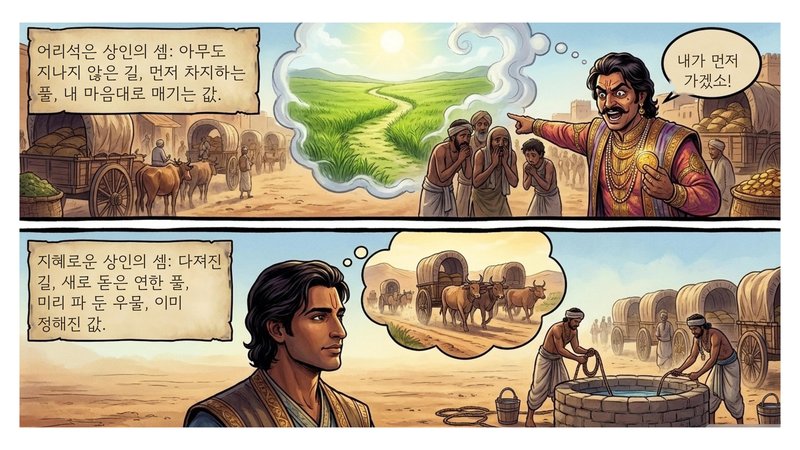 어리석은 상인의 셈: 아무도
지나지 않은 길, 먼저 차지하는
풀, 내 마음대로 매기는 값.
내가 먼저
가겠소!
지혜로운 상인의 셈: 다져진
길, 새로 돋은 연한 풀,
미리 파 둔 우물, 이미
정해진 값.